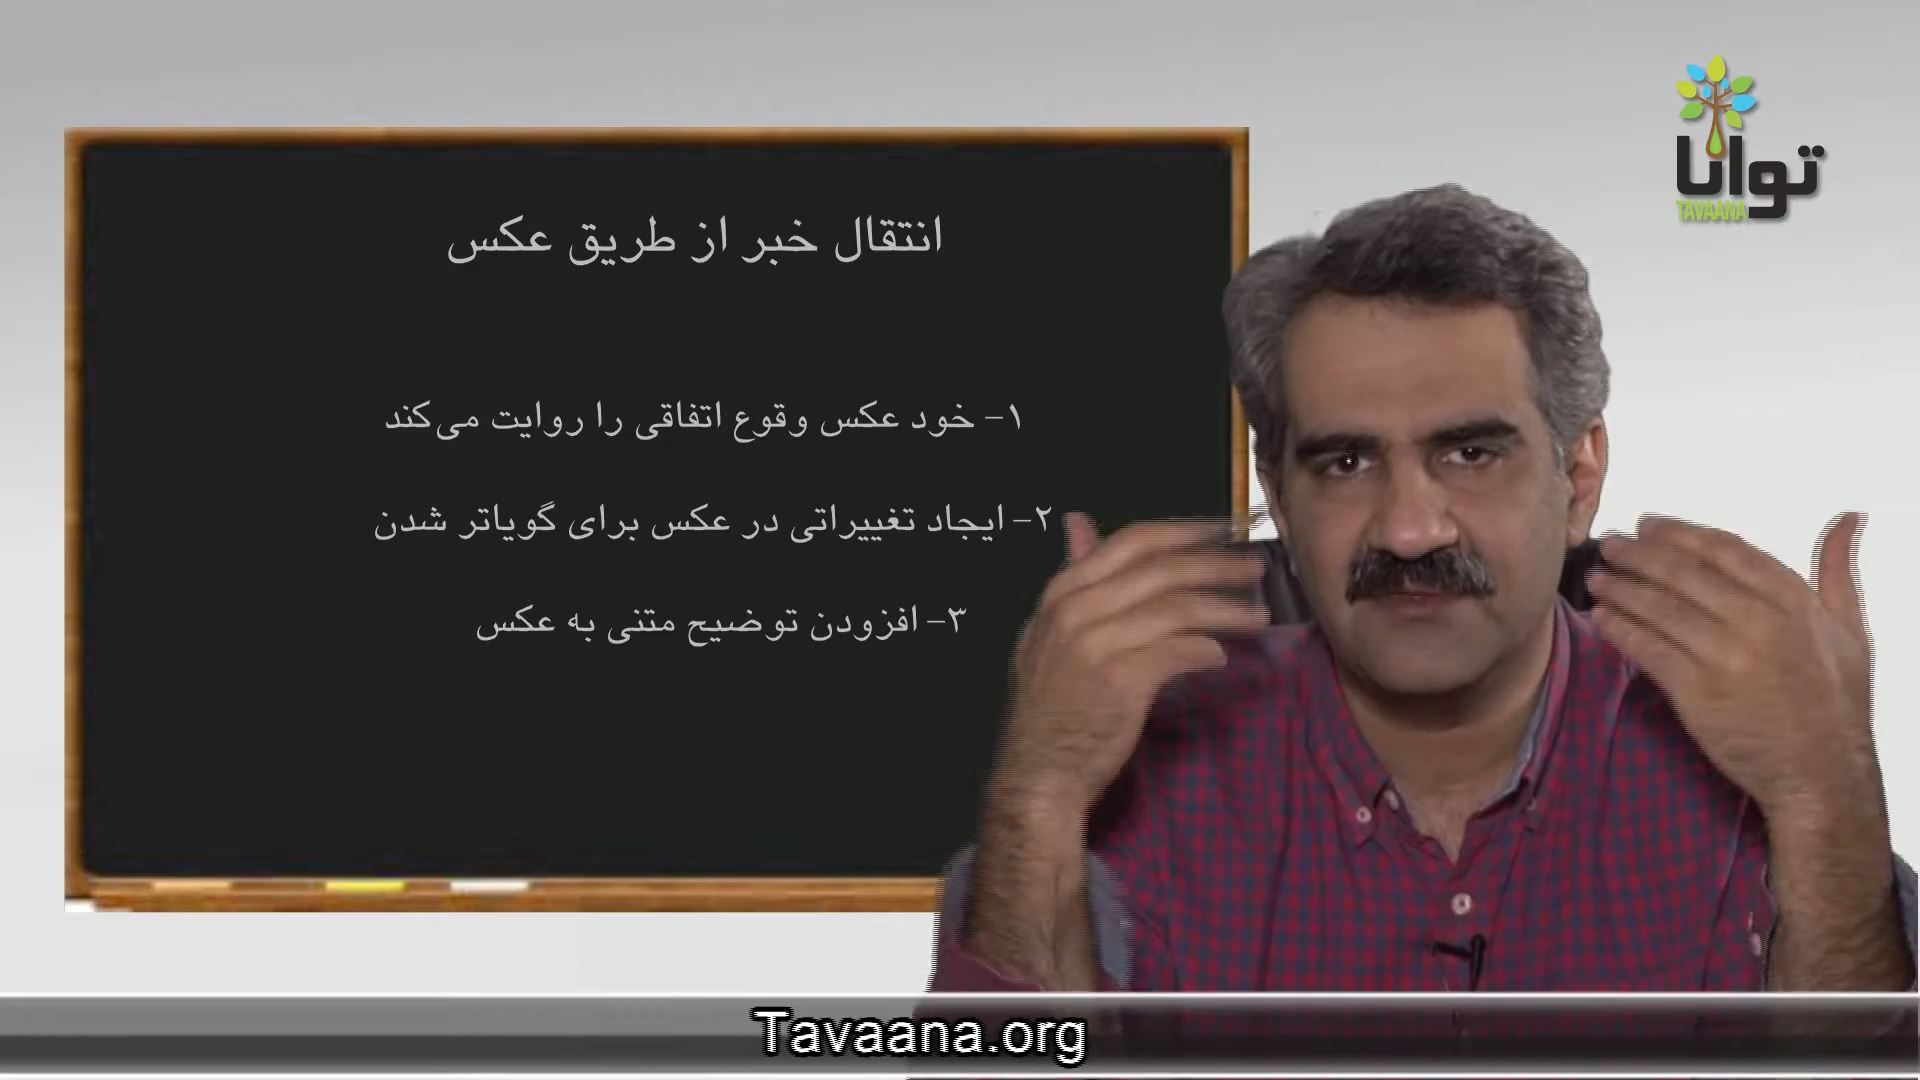 توانا
TAVAANA
انتقال خبر از طریق عکس
۱- خود عکس وقوع اتفاقی را روایت می‌کند
۲- ایجاد تغییراتی در عکس برای گویاتر شدن
۳- افزودن توضیح متنی به عکس
Tavaana.org